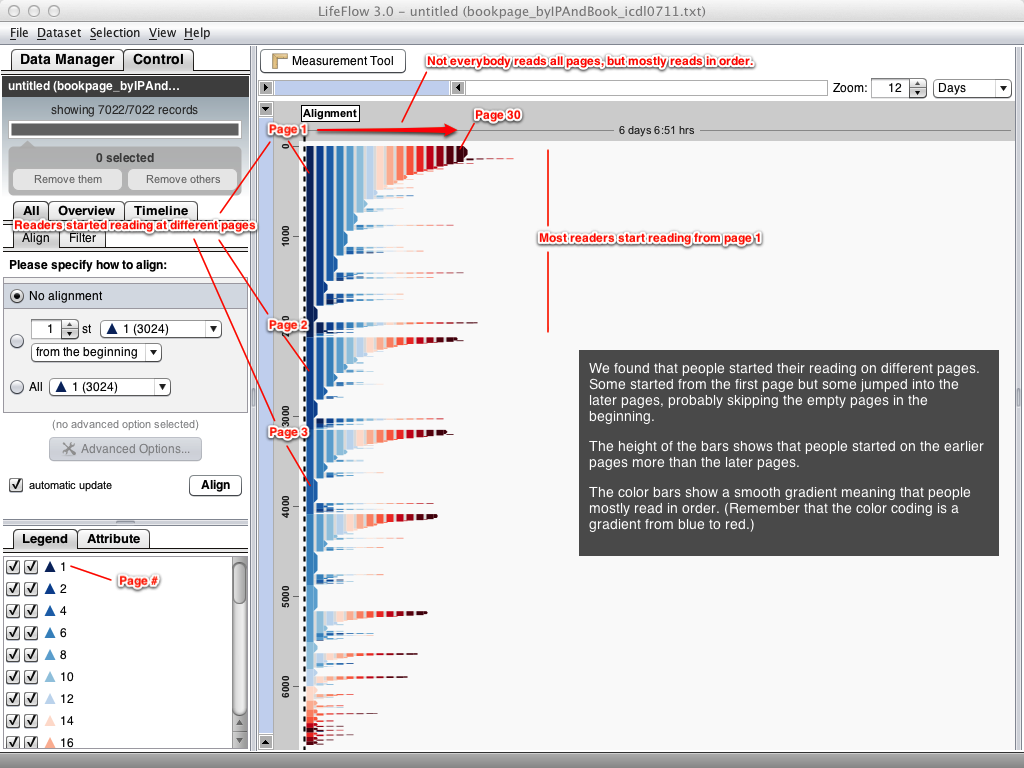 LifeFlow 3.0 – untitled (bookpage_byIPAndBook_icdl0711.txt)
File Dataset Selection View Help
Data Manager Control
untitled (bookpage_byIPAnd...
showing 7022/7022 records
0 selected
Remove them Remove others
All Overview Timeline
Readers started reading at different pages
Align Filter
Please specify how to align:
No alignment
1 st 1 (3024)
from the beginning
All 1 (3024)
(no advanced option selected)
Advanced Options...
automatic update Align
Legend Attribute
1
2
4
6
8
10
12
14
16
Page #
Measurement Tool
Not everybody reads all pages, but mostly reads in order.
Zoom: 12 Days
Alignment
Page 1
Page 30
6 days 6:51 hrs
0
1000
Most readers start reading from page 1
Page 2
3000
Page 3
4000
5000
6000
We found that people started their reading on different pages.
Some started from the first page but some jumped into the
later pages, probably skipping the empty pages in the
beginning.
The height of the bars shows that people started on the earlier
pages more than the later pages.
The color bars show a smooth gradient meaning that people
mostly read in order. (Remember that the color coding is a
gradient from blue to red.)